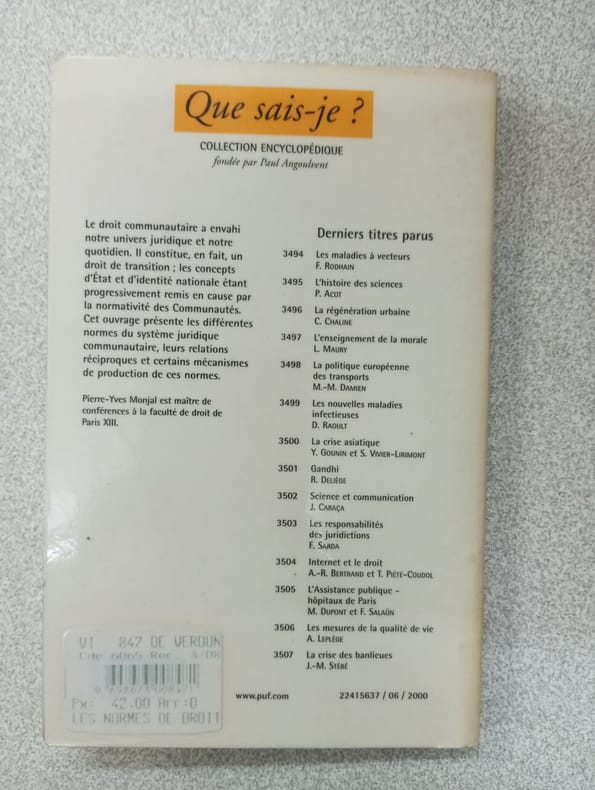 Que sais-je ?
COLLECTION ENCYCLOPÉDIQUE
fondée par Paul Angoulvent
Le droit communautaire a envahi
notre univers juridique et notre
quotidien. Il constitue, en fait, un
droit de transition ; les concepts
d'État et d'identité nationale étant
progressivement remis en cause par
la normativité des Communautés.
Cet ouvrage présente les différentes
normes du système juridique
communautaire, leurs relations
réciproques et certains mécanismes
de production de ces normes.
Pierre-Yves Monjal est maître de
conférences à la faculté de droit de
Paris XIII.
Derniers titres parus
3494 Les maladies à vecteurs
F. RODHAIN
3495 L'histoire des sciences
P. ACOT
3496 La régénération urbaine
C. CHALINE
3497 L'enseignement de la morale
L. MAURY
3498 La politique européenne
des transports
M.-M. DAMIEN
3499 Les nouvelles maladies
infectieuses
D. RAOULT
3500 La crise asiatique
Y. GOUNIN et S. VIVIER-LIRIMONT
3501 Gandhi
R. DELIÈGE
3502 Science et communication
J. CARAÇA
3503 Les responsabilités
des juridictions
F. SARDA
3504 Internet et le droit
A.-R. BERTRAND et T. PIETÉ-COUDOL
3505 L'Assistance publique -
hôpitaux de Paris
M. DUPONT et F. SALAÜN
3506 Les mesures de la qualité de vie
A. LEPLÈGE
3507 La crise des banlieues
J.-M. STÉBÉ
VI 847 DE VERDUN
Px: 42.00 Arr:0
LES NORMES DE DROIT
www.puf.com
22415637 / 06 / 2000